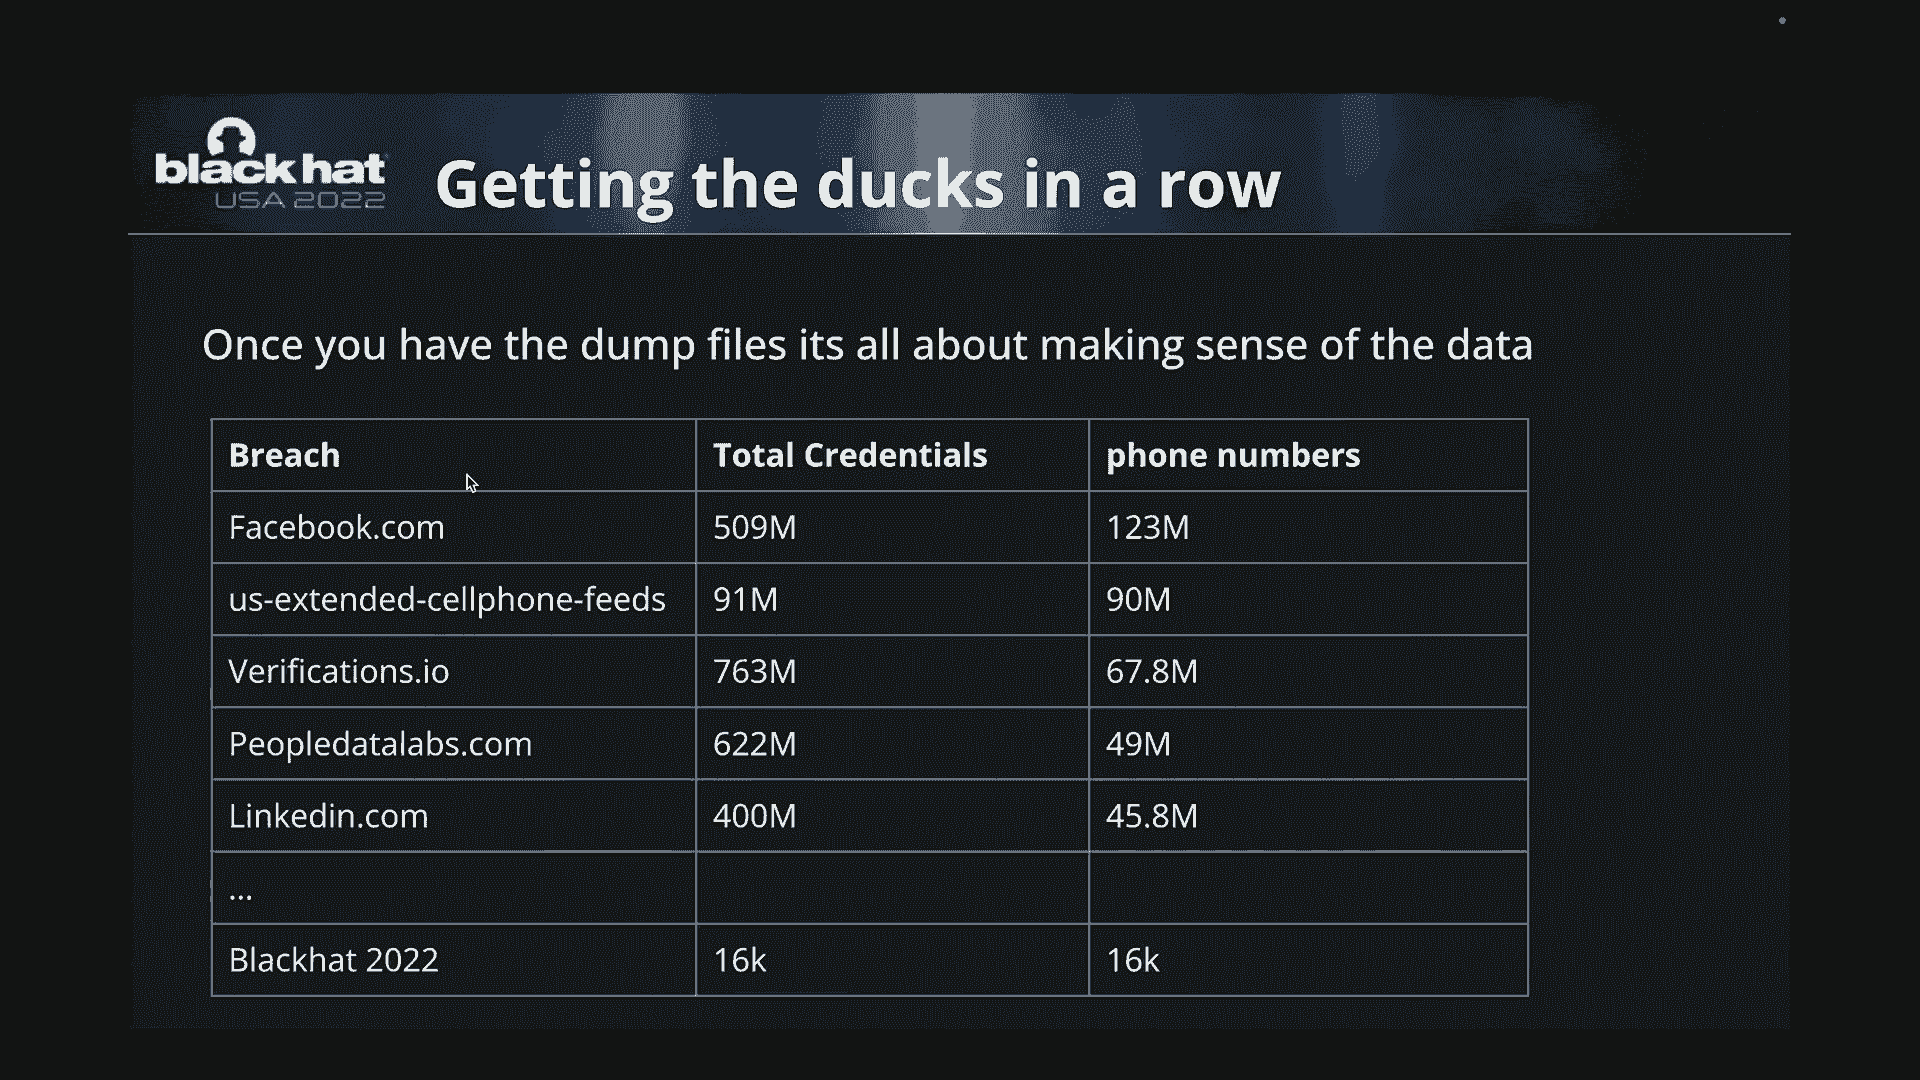 black hat
USA 2022
Getting the ducks in a row
Once you have the dump files its all about making sense of the data
Breach Total Credentials phone numbers
Facebook.com 509M 123M
us-extended-cellphone-feeds 91M 90M
Verifications.io 763M 67.8M
Peopledatalabs.com 622M 49M
Linkedin.com 400M 45.8M
...
Blackhat 2022 16k 16k